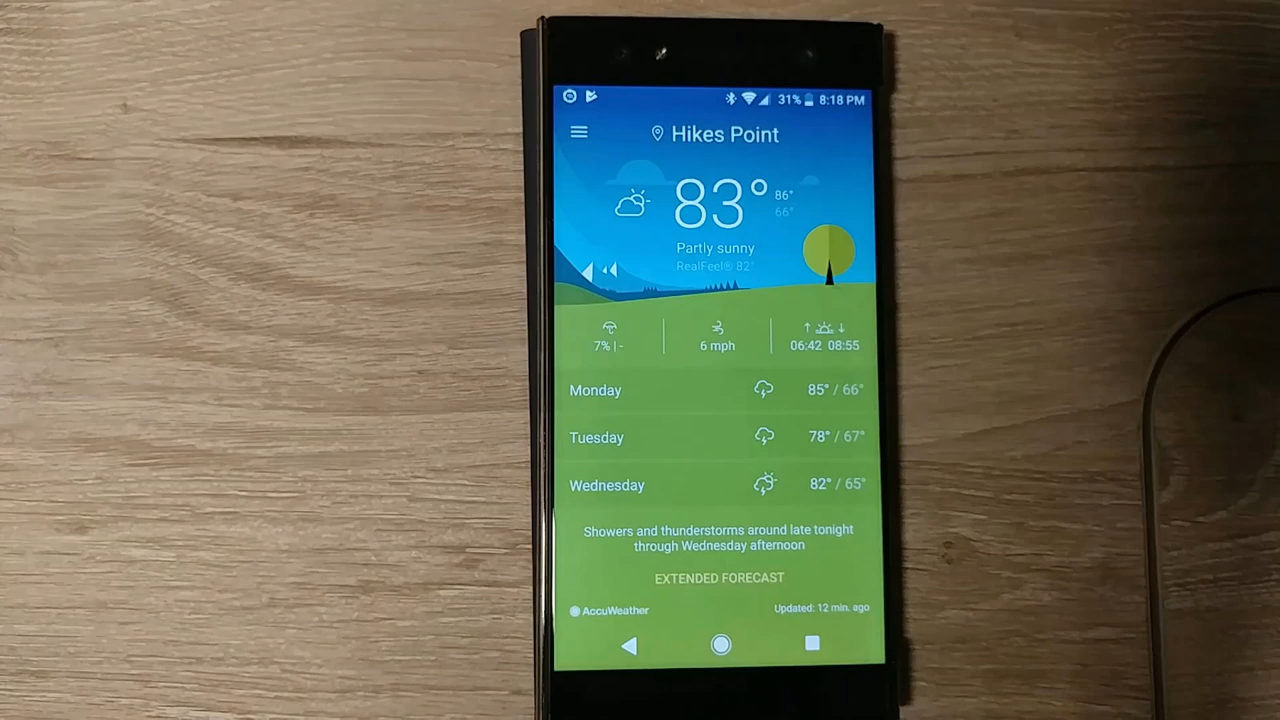 31% 8:18 PM
Hikes Point
83° 86°
66°
Partly sunny
RealFeel® 82°
7% | - 6 mph 06:42 08:55
Monday 85° / 66°
Tuesday 78° / 67°
Wednesday 82° / 65°
Showers and thunderstorms around late tonight
through Wednesday afternoon
EXTENDED FORECAST
AccuWeather Updated: 12 min. ago